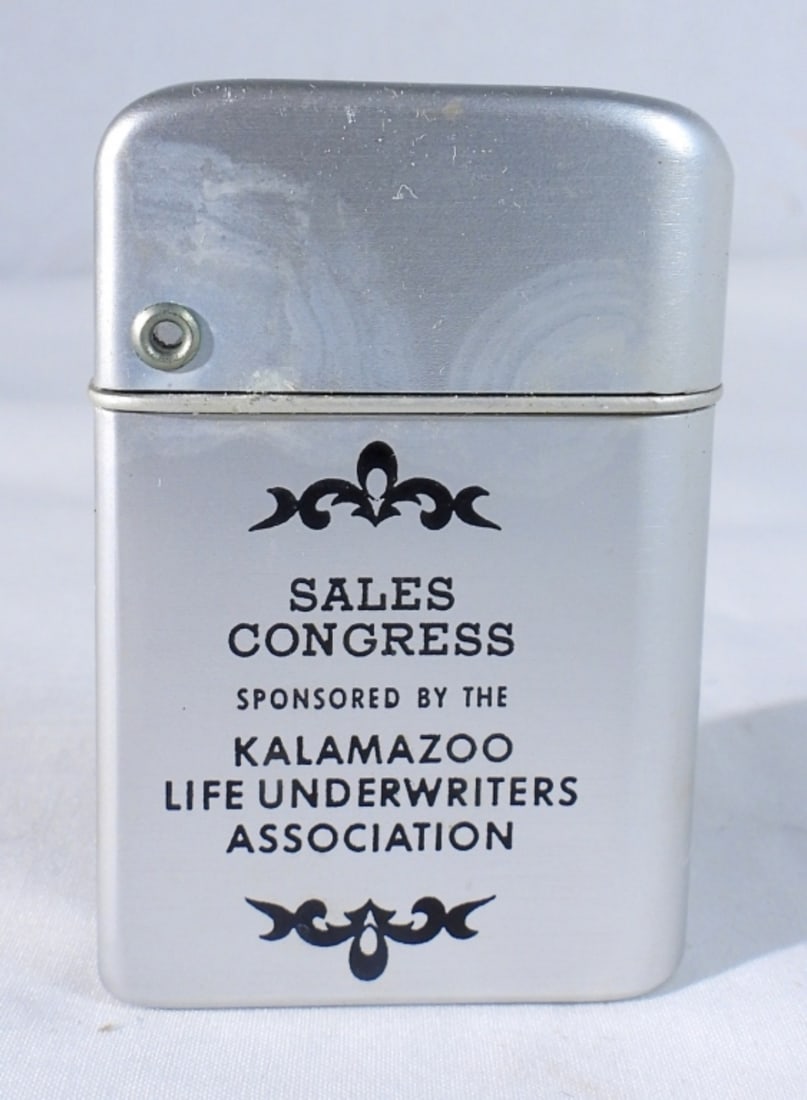 SALES
CONGRESS
SPONSORED BY THE
KALAMAZOO
LIFE UNDERWRITERS
ASSOCIATION